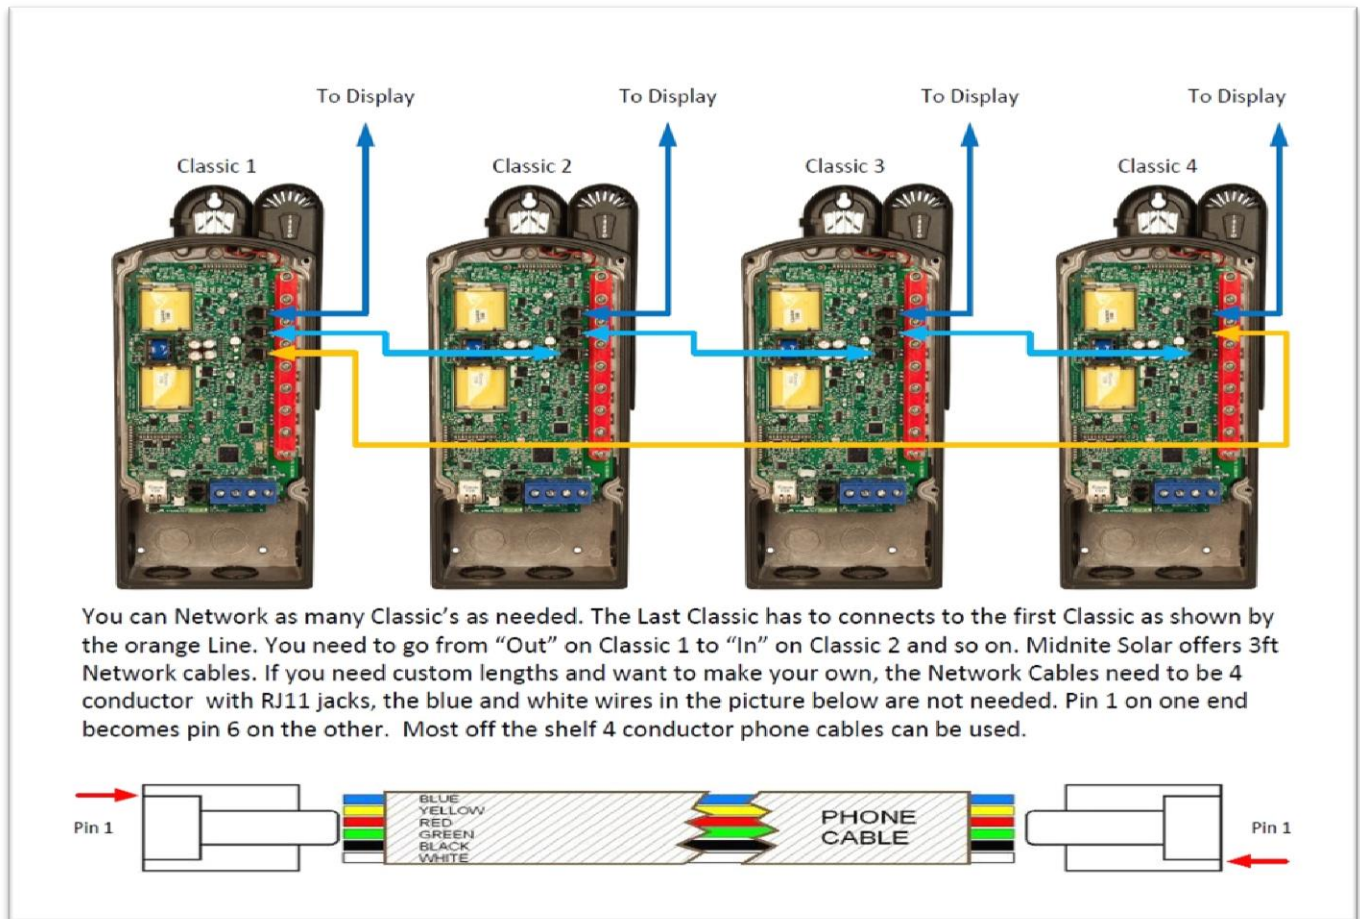 To Display
To Display
To Display
To Display
Classic 1
Classic 2
Classic 3
Classic 4
You can Network as many Classic's as needed. The Last Classic has to connects to the first Classic as shown by
the orange Line. You need to go from “Out” on Classic 1 to “In” on Classic 2 and so on. Midnite Solar offers 3ft
Network cables. If you need custom lengths and want to make your own, the Network Cables need to be 4
conductor with RJ11 jacks, the blue and white wires in the picture below are not needed. Pin 1 on one end
becomes pin 6 on the other. Most off the shelf 4 conductor phone cables can be used.
Pin 1
BLUE
YELLOW
RED
GREEN
BLACK
WHITE
PHONE
CABLE
Pin 1